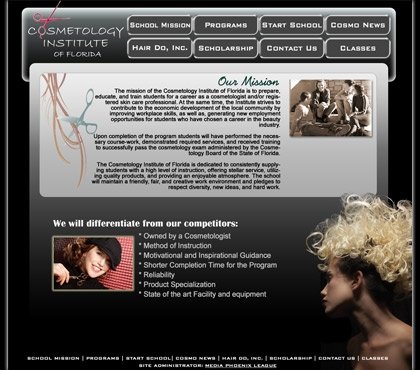 COSMETOLOGY
INSTITUTE
OF FLORIDA
SCHOOL MISSION
PROGRAMS
START SCHOOL
COSMO NEWS
HAIR DO, INC.
SCHOLARSHIP
CONTACT US
CLASSES
Our Mission
The mission of the Cosmetology Institute of Florida is to prepare,
educate, and train students for a career as a cosmetologist and/or regis-
tered skin care professional. At the same time, the Institute strives to
contribute to the economic development of the local community by
improving workplace skills, as well as, generating new employment
opportunities for students who have chosen a career in the beauty
industry.
Upon completion of the program students will have performed the neces-
sary course-work, demonstrated required services, and received training
to successfully pass the cosmetology exam administered by the Cosme-
tology Board of the State of Florida.
The Cosmetology Institute of Florida is dedicated to consistently supply-
ing students with a high level of instruction, offering stellar service, utiliz-
ing quality products, and providing an enjoyable atmosphere. The school
will maintain a friendly, fair, and creative work environment and pledges to
respect diversity, new ideas, and hard work.
We will differentiate from our competitors:
* Owned by a Cosmetologist
* Method of Instruction
* Motivational and Inspirational Guidance
* Shorter Completion Time for the Program
* Reliability
* Product Specialization
* State of the art Facility and equipment
SCHOOL MISSION | PROGRAMS | START SCHOOL | COSMO NEWS | HAIR DO, INC. | SCHOLARSHIP | CONTACT US | CLASSES
SITE ADMINISTRATOR: MEDIA PHOENIX LEAGUE